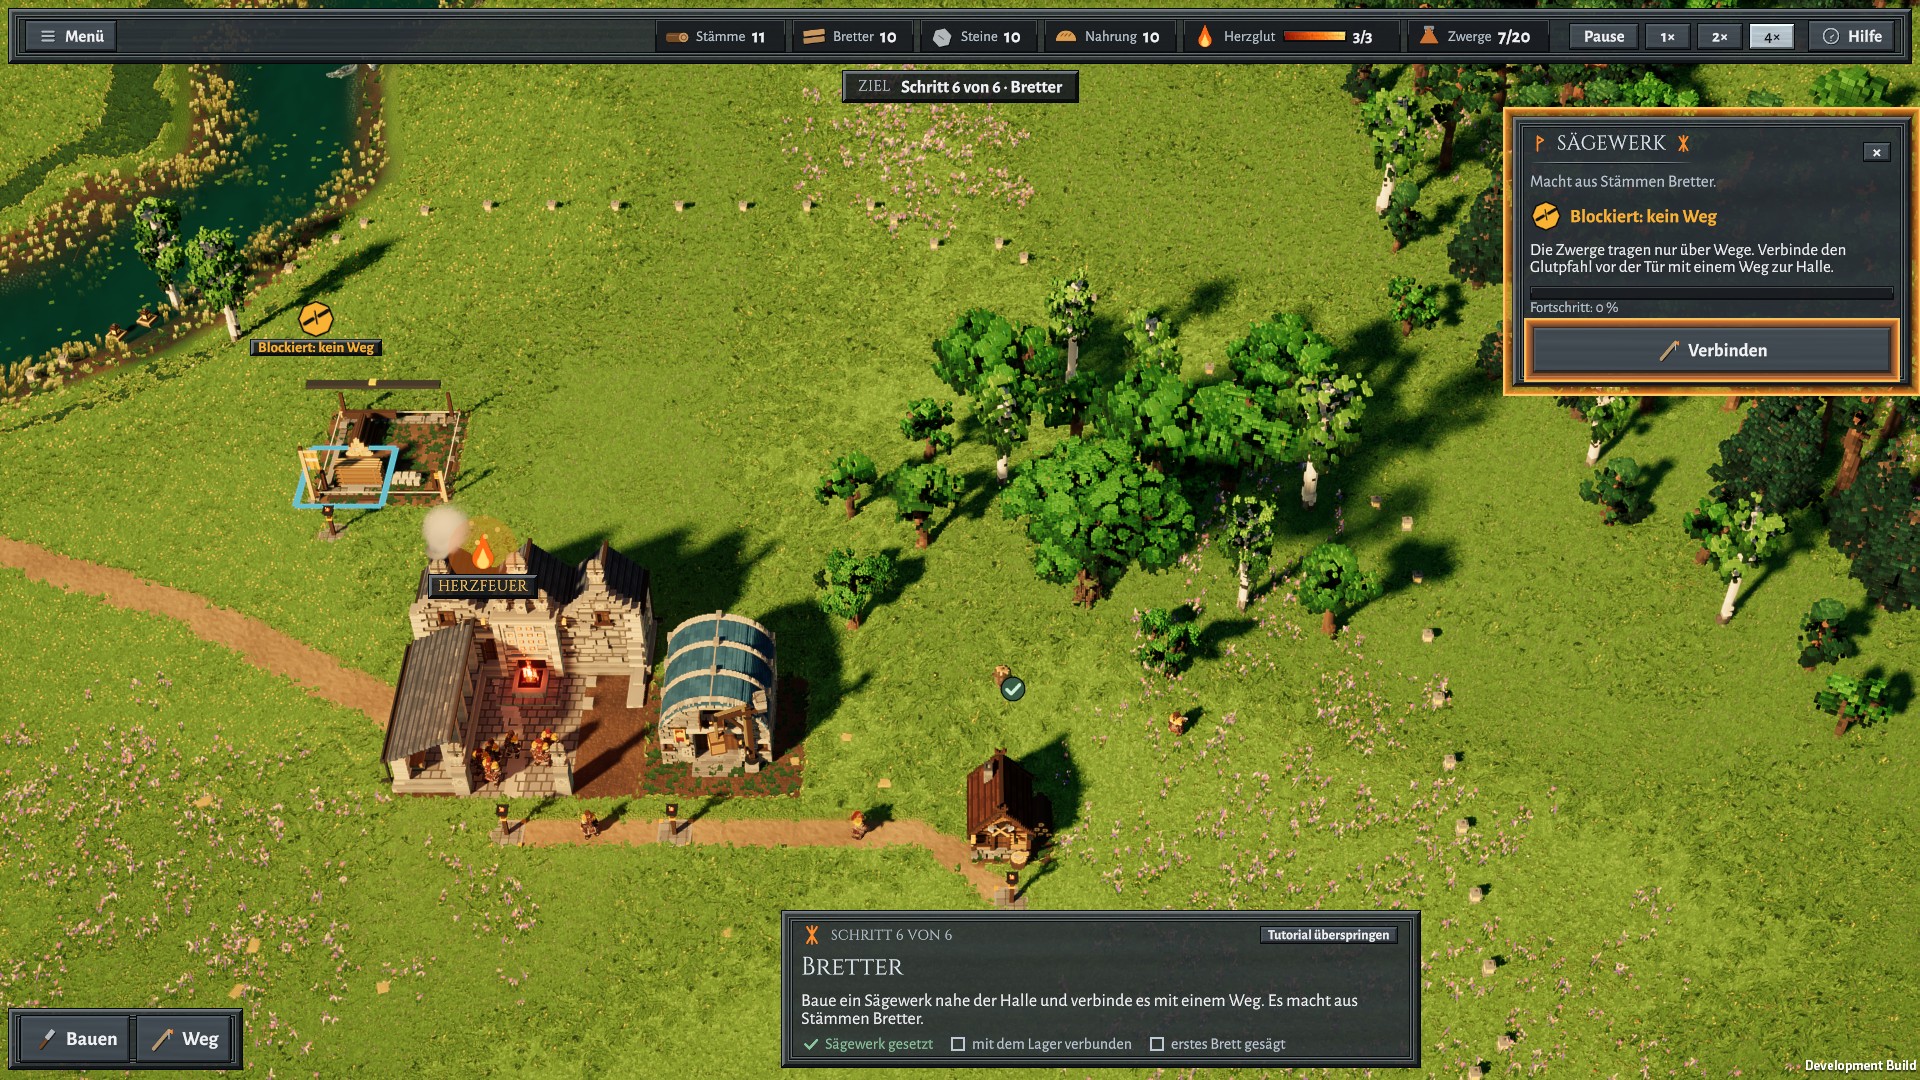 Menü
Stämme 11
Bretter 10
Steine 10
Nahrung 10
Herzglut 3/3
Zwerge 7/20
Pause
1×
2×
4×
Hilfe
ZIEL Schritt 6 von 6 · Bretter
SÄGEWERK
Macht aus Stämmen Bretter.
Blockiert: kein Weg
Die Zwerge tragen nur über Wege. Verbinde den
Glutpfahl vor der Tür mit einem Weg zur Halle.
Fortschritt: 0 %
Verbinden
Blockiert: kein Weg
HERZFEUER
SCHRITT 6 VON 6
Tutorial überspringen
BRETTER
Baue ein Sägewerk nahe der Halle und verbinde es mit einem Weg. Es macht aus
Stämmen Bretter.
Sägewerk gesetzt
mit dem Lager verbunden
erstes Brett gesägt
Bauen
Weg
Development Build